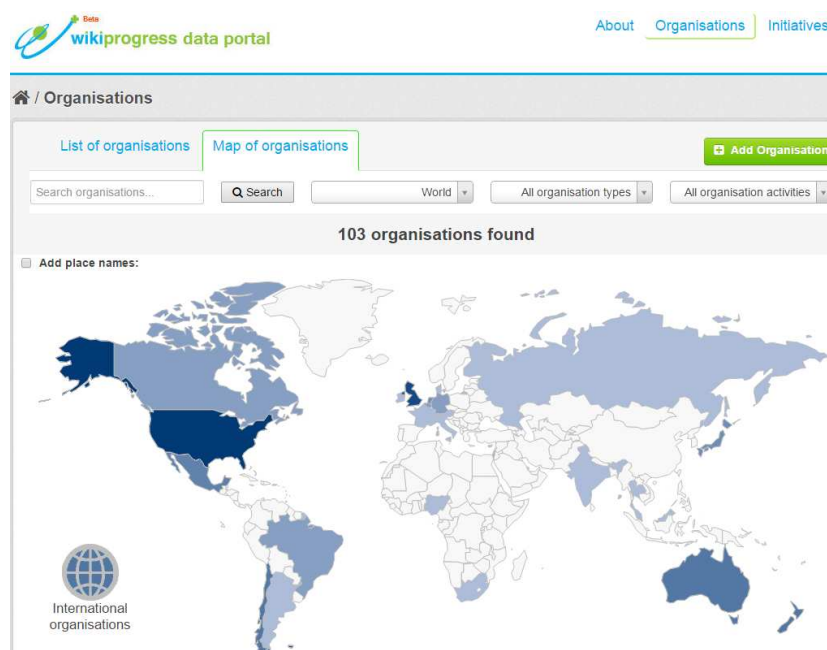 Beta
wikiprogress data portal
About Organisations Initiatives
/ Organisations
List of organisations Map of organisations Add Organisation
Search organisations... Search World All organisation types All organisation activities
103 organisations found
Add place names:
International
organisations